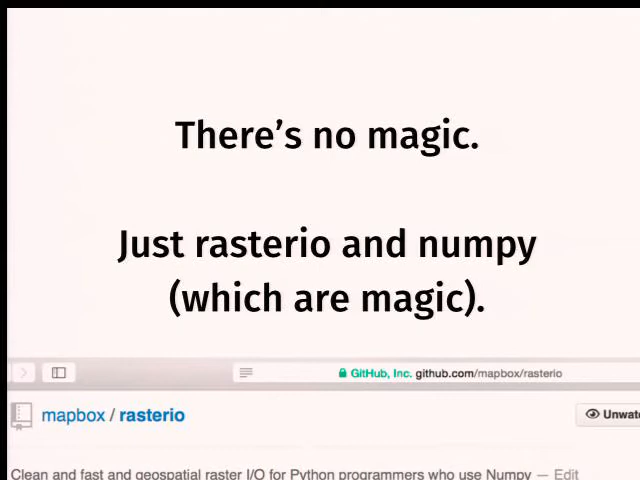 There’s no magic.
Just rasterio and numpy
(which are magic).
GitHub, Inc. github.com/mapbox/rasterio
mapbox / rasterio
Clean and fast and geospatial raster I/O for Python programmers who use Numpy — Edit